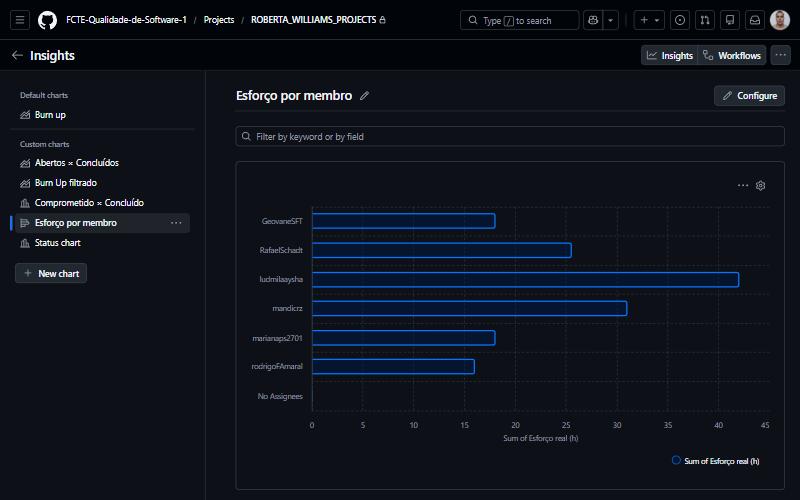 FCTE-Qualidade-de-Software-1 / Projects / ROBERTA_WILLIAMS_PROJECTS
Type / to search
Insights
Insights
Workflows
Default charts
Burn up
Custom charts
Abertos × Concluídos
Burn Up filtrado
Comprometido × Concluído
Esforço por membro
Status chart
New chart
Esforço por membro
Configure
Filter by keyword or by field
GeovaneSFT
RafaelSchadt
ludmilaaysha
mandicrz
marianaps2701
rodrigoFAmaral
No Assignees
0 5 10 15 20 25 30 35 40 45
Sum of Esforço real (h)
Sum of Esforço real (h)